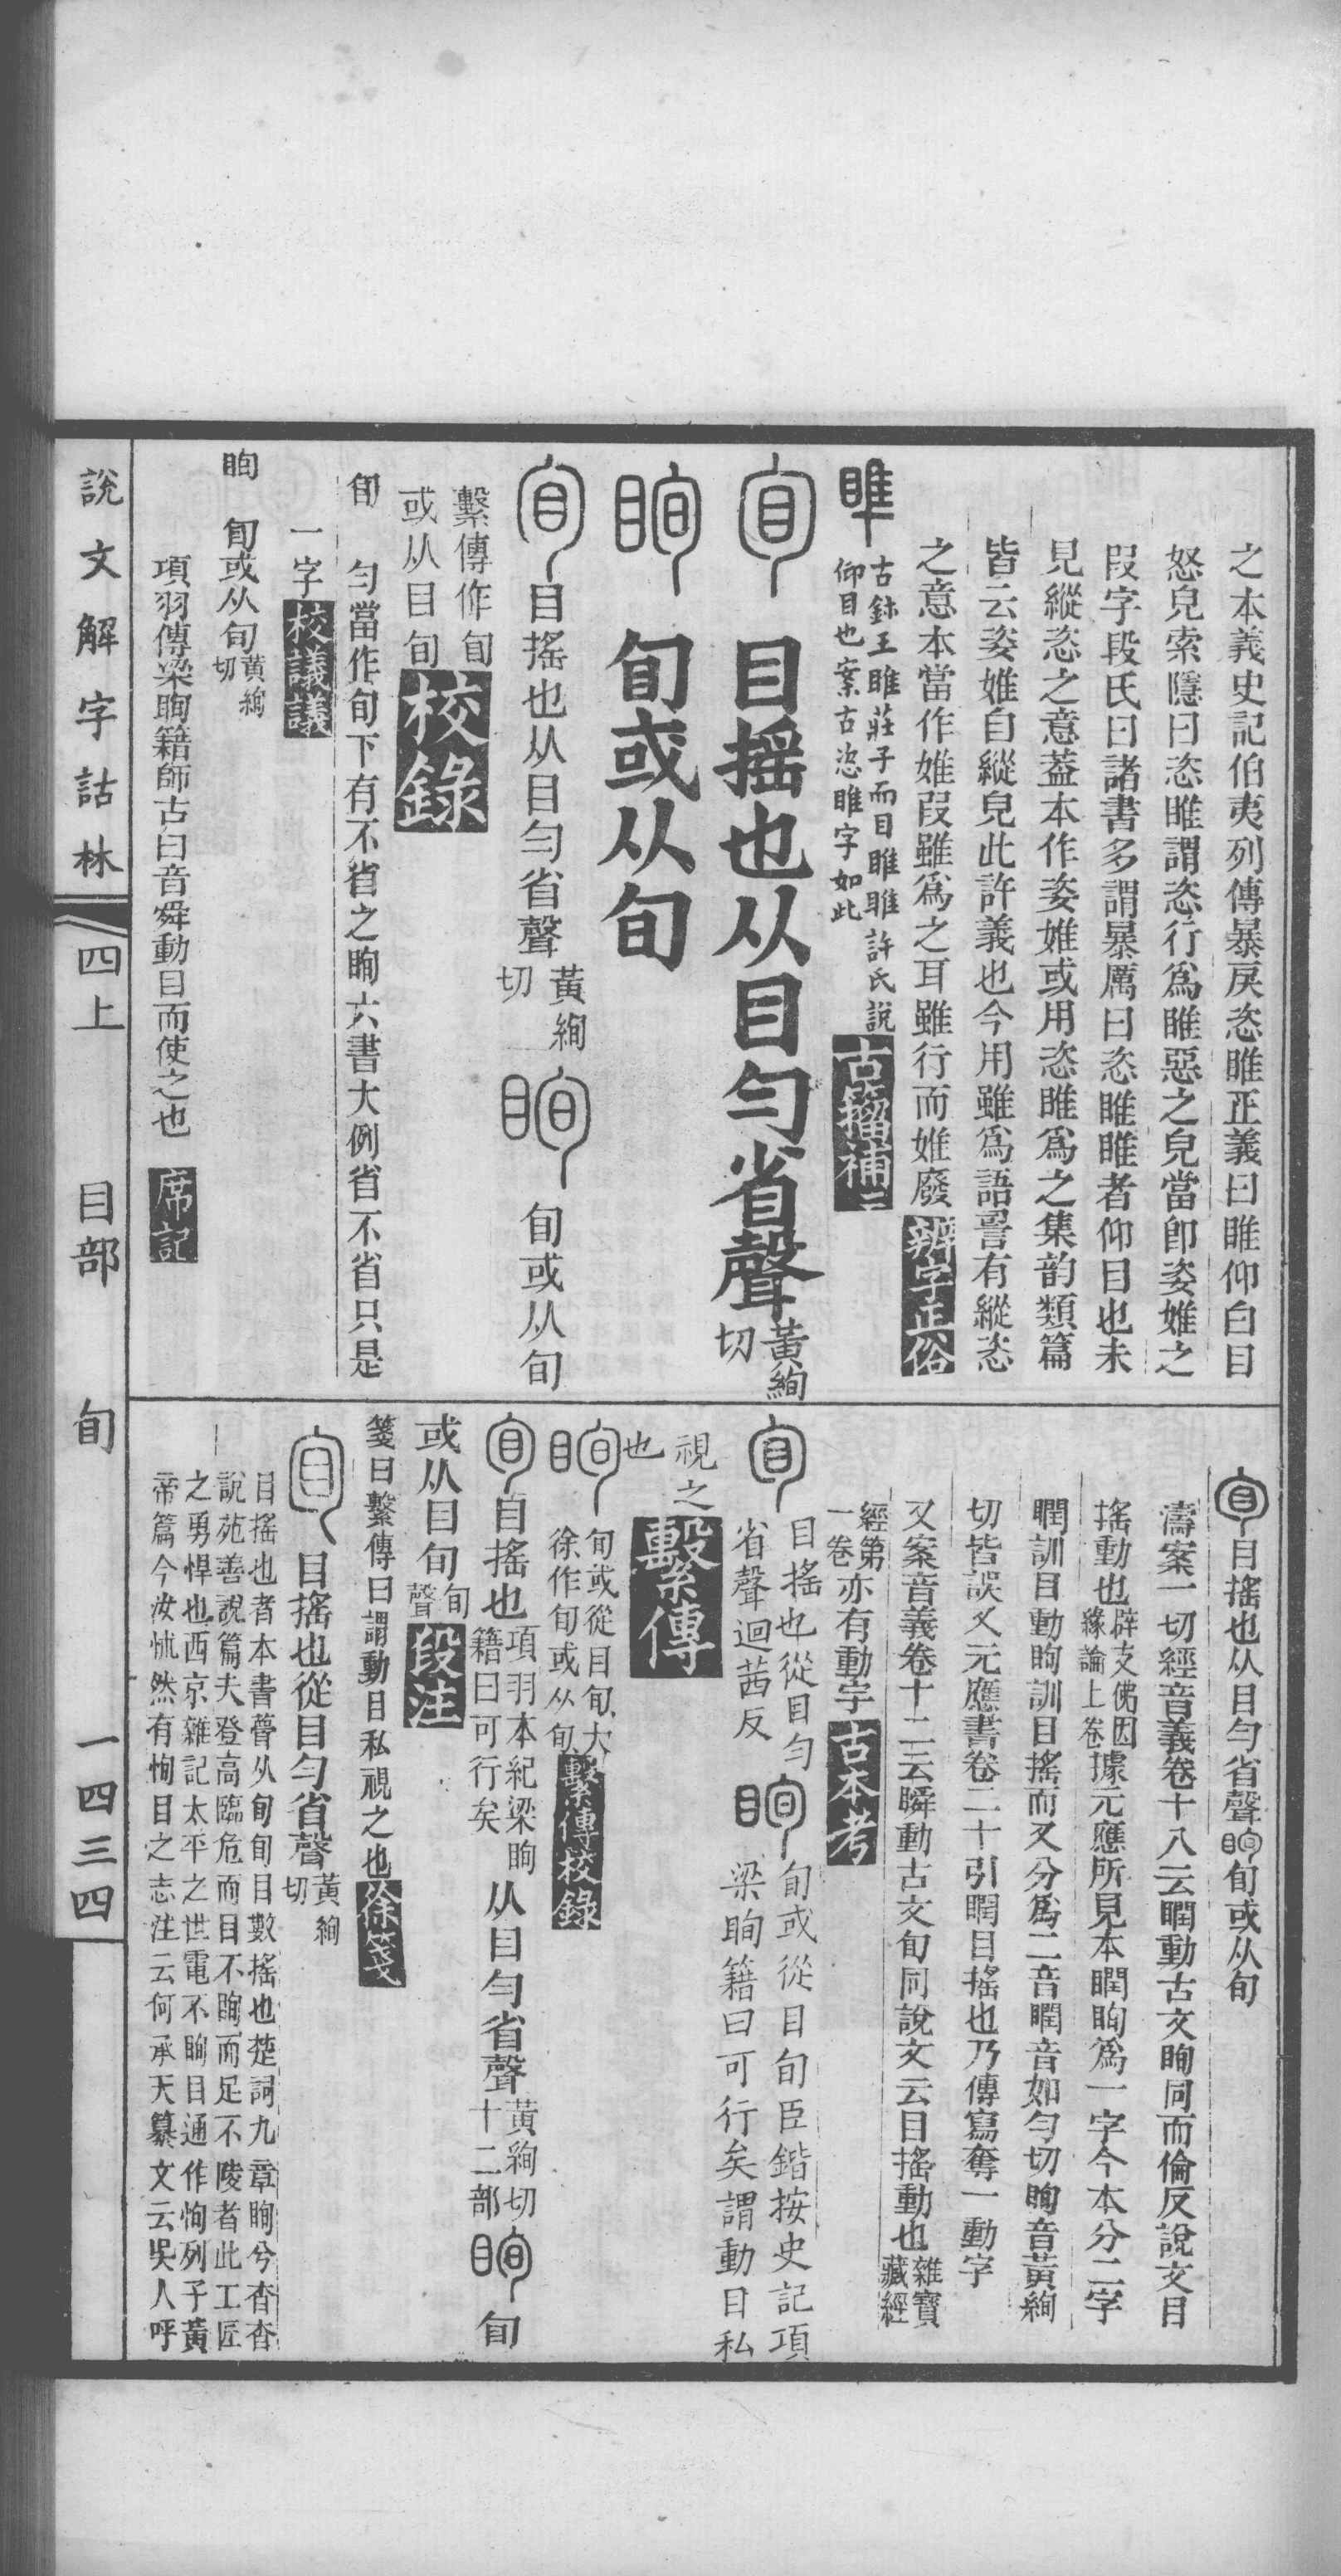 之本義史記伯夷列傳暴戾恣睢正義曰睢仰白目
怒皃索隱曰恣睢謂恣行爲睢惡之皃當卽姿婎之
叚字段氏曰諸書多謂暴厲曰恣睢睢者仰目也未
見縱恣之意葢本作姿婎或用恣睢爲之集韵類篇
皆云姿婎自縱皃此許義也今用雖爲語詈有縱恣
之意本當作婎叚雖爲之耳雖行而婎廢辨字正俗
睢古鉢王睢莊子而目睢睢許氏說
仰目也案古恣睢字如此古籀補
目搖也从目勻省聲黃絢切
眴旬或从旬
目搖也从目勻省聲黃絢切眴旬或从旬
繫傳作旬
或从目旬校錄
旬勻當作旬下有不省之眴六書大例省不省只是
一字校議議
眴旬或从旬黃絢切
項羽傳梁眴籍師古曰音舜動目而使之也席記
目搖也从目勻省聲眴旬或从旬
濤案一切經音義卷十八云瞤動古文眴同而倫反說文目
搖動也辟支佛因緣論上卷據元應所見本瞤眴爲一字今本分二字
瞤訓目動眴訓目搖而又分爲二音瞤音如勻切眴音黃絢
切皆誤又元應書卷二十引瞤目搖也乃傳寫奪一動字
又案音義卷十二云瞬動古文旬同說文云目搖動也雜寶藏經
經第一卷亦有動字古本考
目搖也從目勻省聲迴茜反眴旬或從目旬臣鍇按史記項
梁眴籍曰可行矣謂動目私
視之也繫傳
眴旬或從目旬大徐作旬或从旬繫傳校錄
目搖也項羽本紀梁眴籍曰可行矣从目勻省聲黃絢切十二部眴旬
或从目旬旬聲段注
箋曰繫傳曰謂動目私視之也徐箋
目搖也從目勻省聲黃絢切
目搖也者本書瞢从旬旬目數搖也楚詞九章眴兮杳杳
說苑善說篇夫登高臨危而目不眴而足不陵者此工匠
之勇悍也西京雜記太平之世電不眴目通作恂列子黃
帝篇今汝怵然有恂目之志注云何承天纂文云吳人呼
說文解字詁林 四上 目部 旬 一四三四